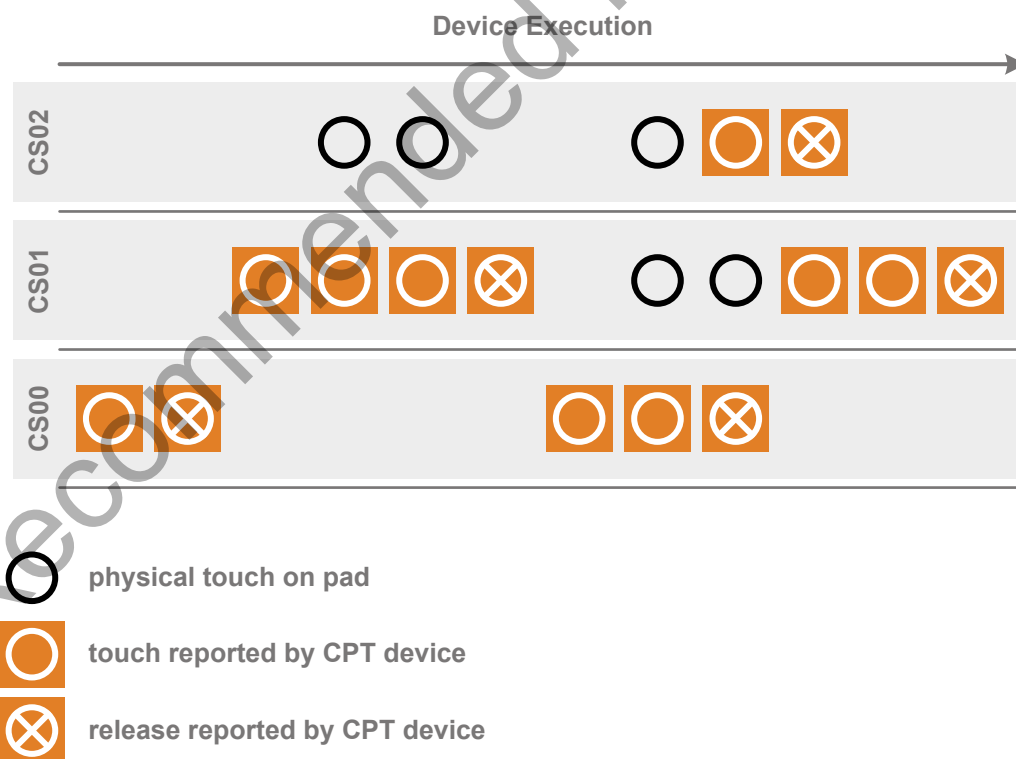 Device Execution
CS02
CS01
CS00
physical touch on pad
touch reported by CPT device
release reported by CPT device
recommended